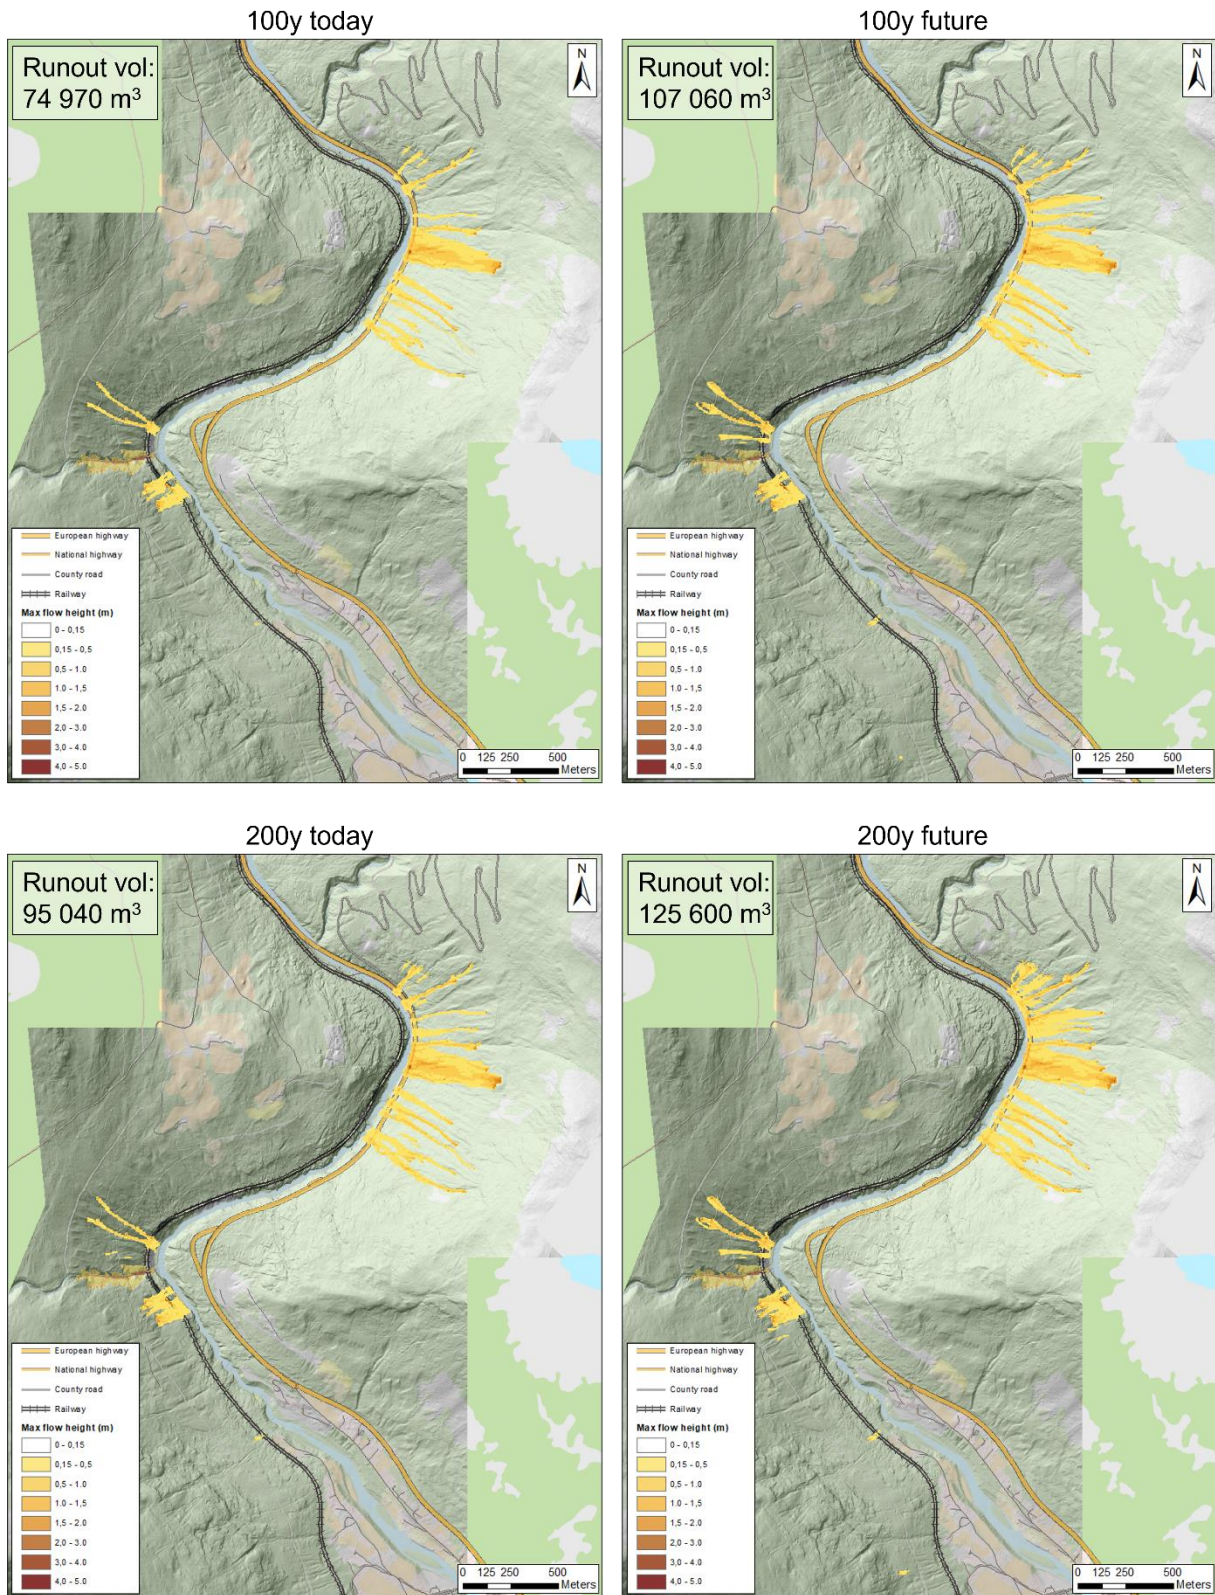 100y today
Runout vol:
74 970 m³
N
European highway
National highway
County road
Railway
Max flow height (m)
0 - 0,15
0,15 - 0,5
0,5 - 1.0
1.0 - 1,5
1,5 - 2.0
2,0 - 3.0
3,0 - 4.0
4,0 - 5.0
0 125 250 500
Meters
100y future
Runout vol:
107 060 m³
N
European highway
National highway
County road
Railway
Max flow height (m)
0 - 0,15
0,15 - 0,5
0,5 - 1.0
1.0 - 1,5
1,5 - 2.0
2,0 - 3.0
3,0 - 4.0
4,0 - 5.0
0 125 250 500
Meters
200y today
Runout vol:
95 040 m³
N
European highway
National highway
County road
Railway
Max flow height (m)
0 - 0,15
0,15 - 0,5
0,5 - 1.0
1.0 - 1,5
1,5 - 2.0
2,0 - 3.0
3,0 - 4.0
4,0 - 5.0
0 125 250 500
Meters
200y future
Runout vol:
125 600 m³
N
European highway
National highway
County road
Railway
Max flow height (m)
0 - 0,15
0,15 - 0,5
0,5 - 1.0
1.0 - 1,5
1,5 - 2.0
2,0 - 3.0
3,0 - 4.0
4,0 - 5.0
0 125 250 500
Meters